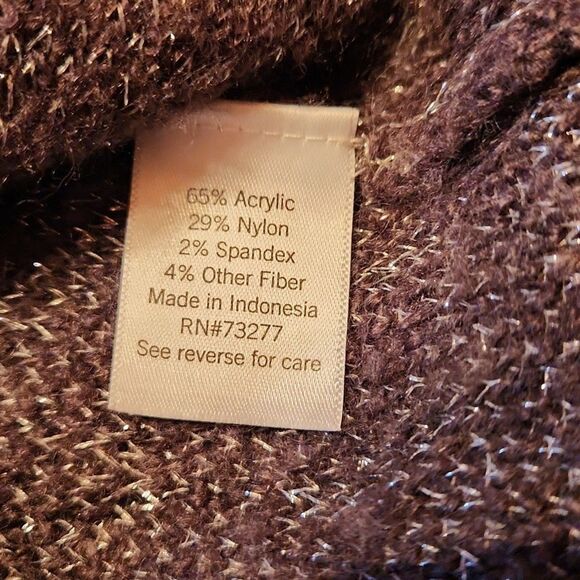 65% Acrylic
29% Nylon
2% Spandex
4% Other Fiber
Made in Indonesia
RN#73277
See reverse for care